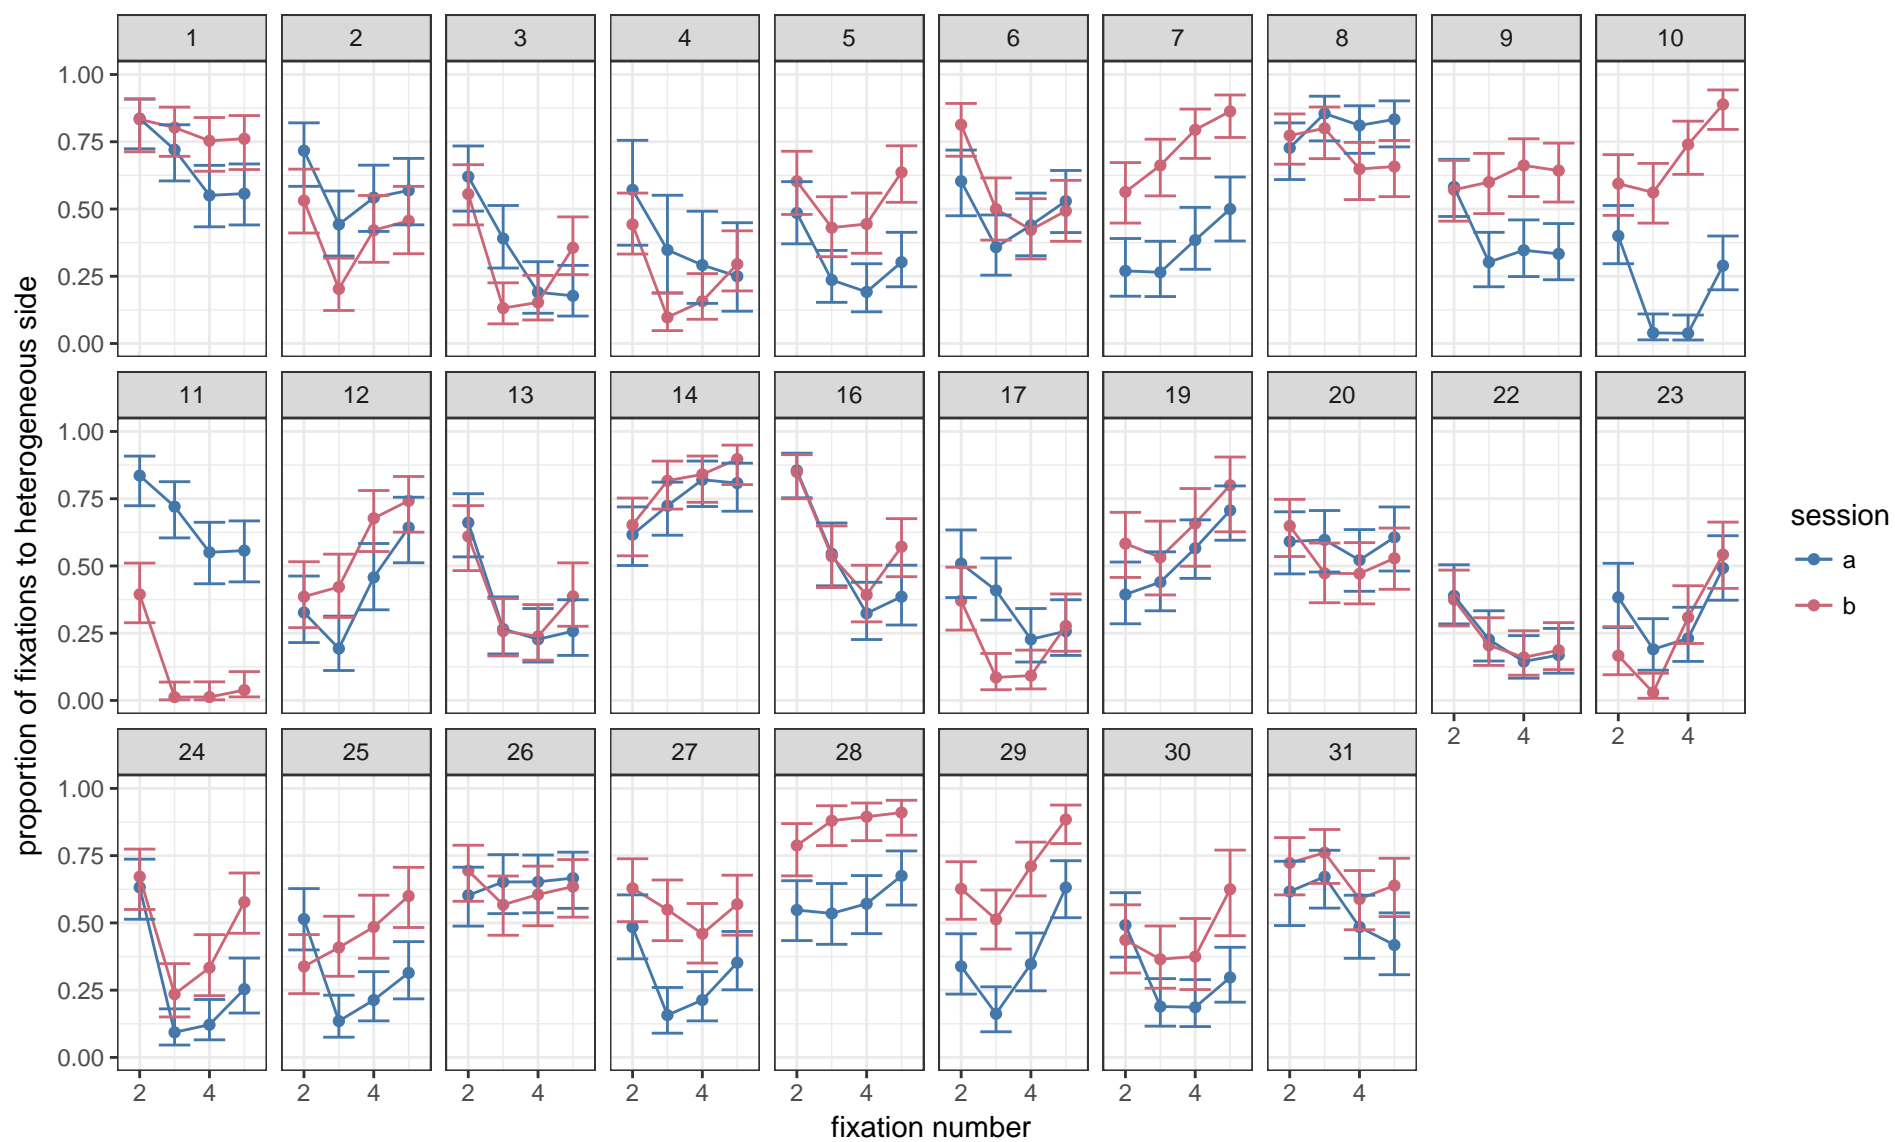 1 2 3 4 5 6 7 8 9 10
1.00
0.75
0.50
0.25
0.00
11 12 13 14 16 17 19 20 22 23
1.00
0.75
0.50
0.25
0.00
2 4 2 4
24 25 26 27 28 29 30 31
1.00
0.75
0.50
0.25
0.00
2 4 2 4 2 4 2 4 2 4 2 4 2 4 2 4
fixation number
proportion of fixations to heterogeneous side
session
a
b